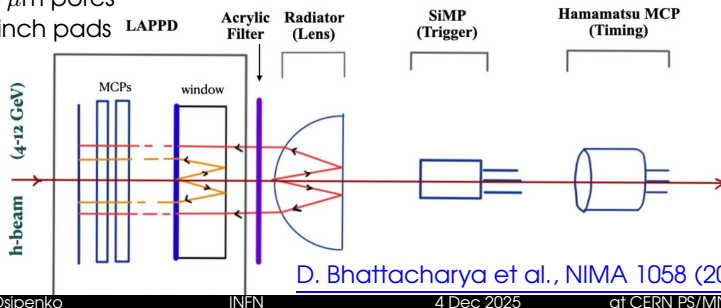 μm pores
inch pads
LAPPD
Acrylic
Filter
Radiator
(Lens)
SiMP
(Trigger)
Hamamatsu MCP
(Timing)
MCPs
window
(4-12 GeV)
h-beam
D. Bhattacharya et al., NIMA 1058 (20
Osipenko INFN 4 Dec 2025 at CERN PS/